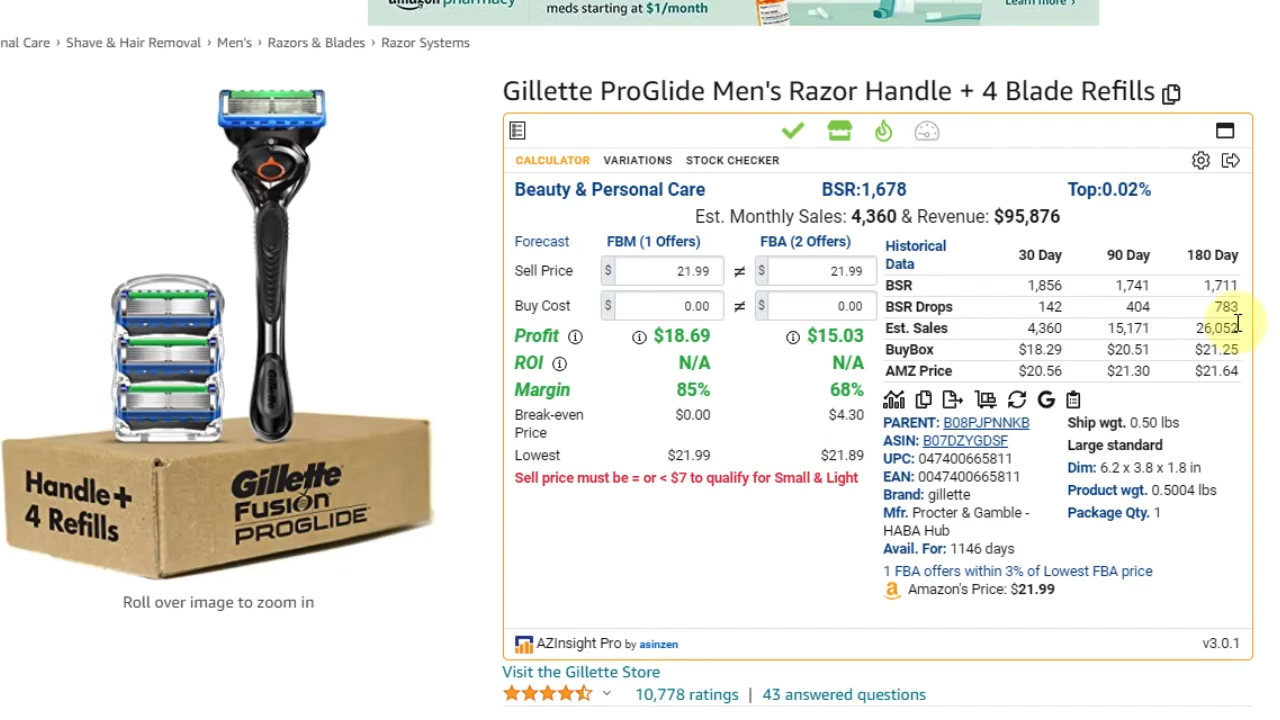 amazon pharmacy
meds starting at $1/month
Learn more ›
nal Care › Shave & Hair Removal › Men's › Razors & Blades › Razor Systems
Handle+
4 Refills
Gillette
FUSION
PROGLIDE
Roll over image to zoom in
Gillette ProGlide Men's Razor Handle + 4 Blade Refills
CALCULATOR VARIATIONS STOCK CHECKER
Beauty & Personal Care BSR:1,678 Top:0.02%
Est. Monthly Sales: 4,360 & Revenue: $95,876
Forecast FBM (1 Offers) FBA (2 Offers)
Sell Price $ 21.99 ≠ $ 21.99
Buy Cost $ 0.00 ≠ $ 0.00
Profit $18.69 $15.03
ROI N/A N/A
Margin 85% 68%
Break-even
Price $0.00 $4.30
Lowest $21.99 $21.89
Sell price must be = or < $7 to qualify for Small & Light
Historical
Data 30 Day 90 Day 180 Day
BSR 1,856 1,741 1,711
BSR Drops 142 404 783
Est. Sales 4,360 15,171 26,052
BuyBox $18.29 $20.51 $21.25
AMZ Price $20.56 $21.30 $21.64
PARENT: B08PJPNNKB
ASIN: B07DZYGDSF
UPC: 047400665811
EAN: 0047400665811
Brand: gillette
Mfr. Procter & Gamble -
HABA Hub
Avail. For: 1146 days
Ship wgt. 0.50 lbs
Large standard
Dim: 6.2 x 3.8 x 1.8 in
Product wgt. 0.5004 lbs
Package Qty. 1
1 FBA offers within 3% of Lowest FBA price
a Amazon's Price: $21.99
AZInsight Pro by asinzen v3.0.1
Visit the Gillette Store
10,778 ratings | 43 answered questions